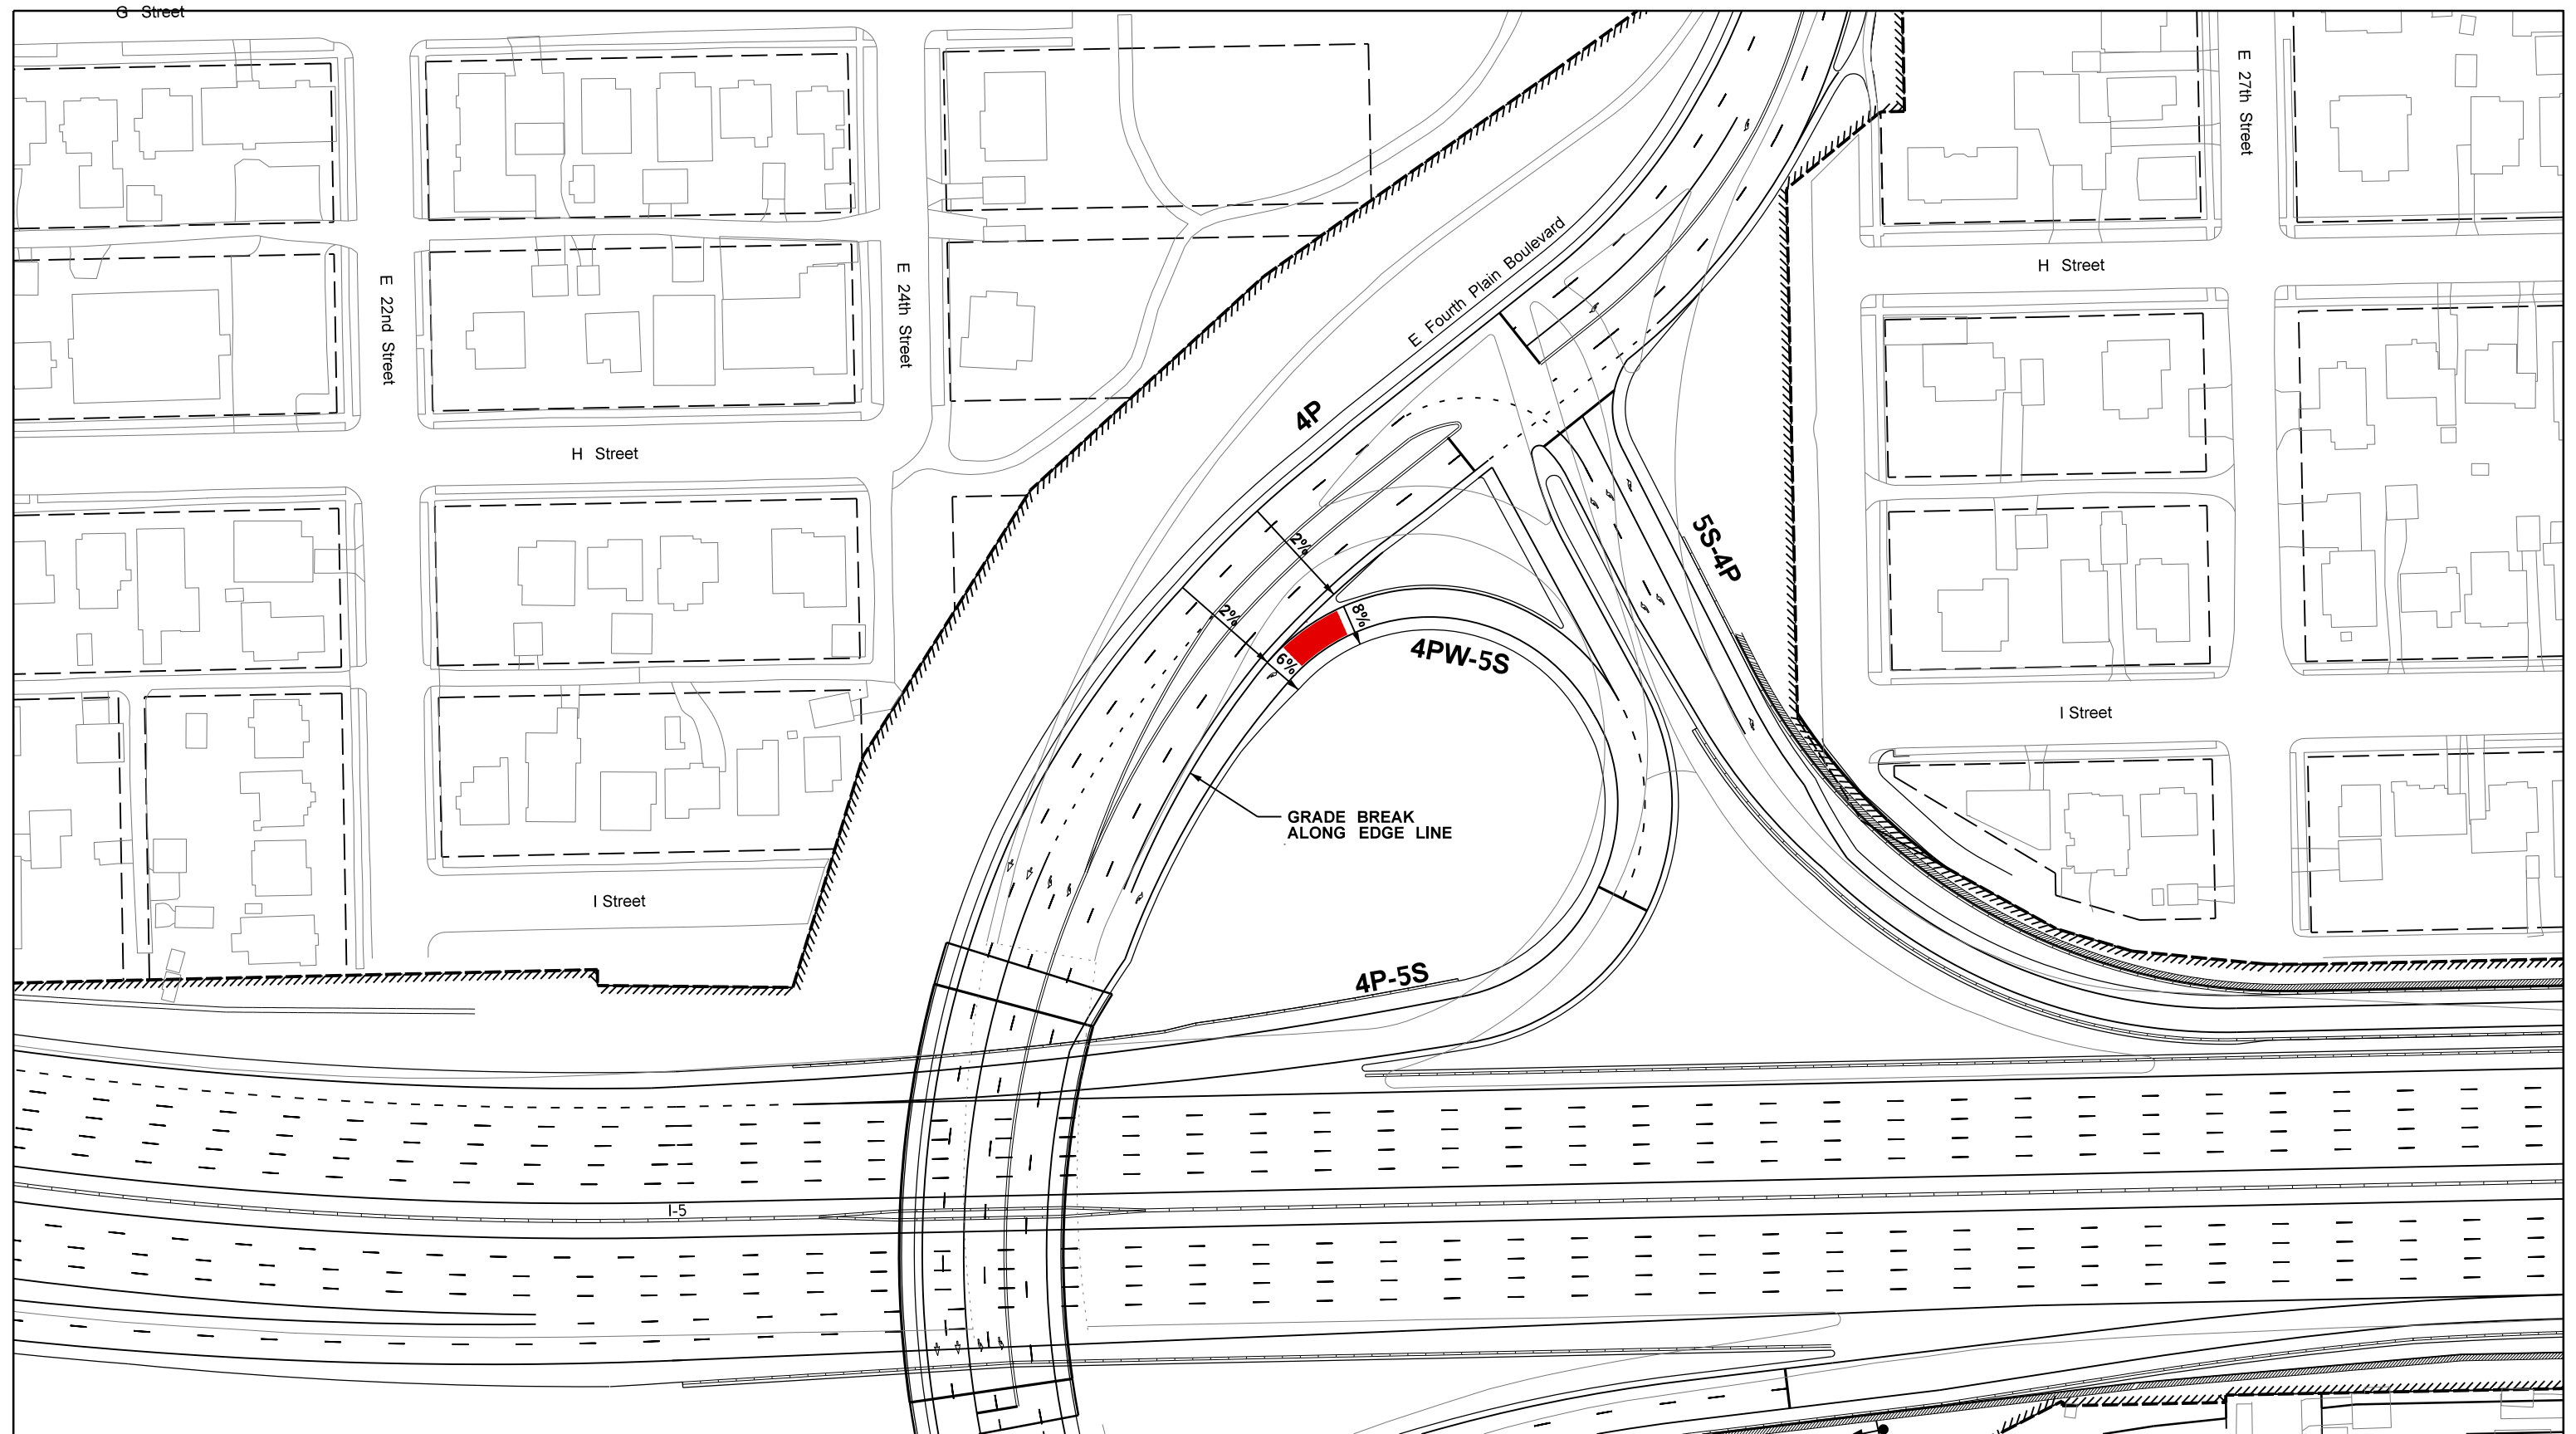 G Street
E 27th Street
E Fourth Plain Boulevard
H Street
E 22nd Street
E 24th Street
4P
H Street
2%
5S-4P
2%
8%
6%
4PW-5S
I Street
GRADE BREAK
ALONG EDGE LINE
I Street
4P-5S
I-5